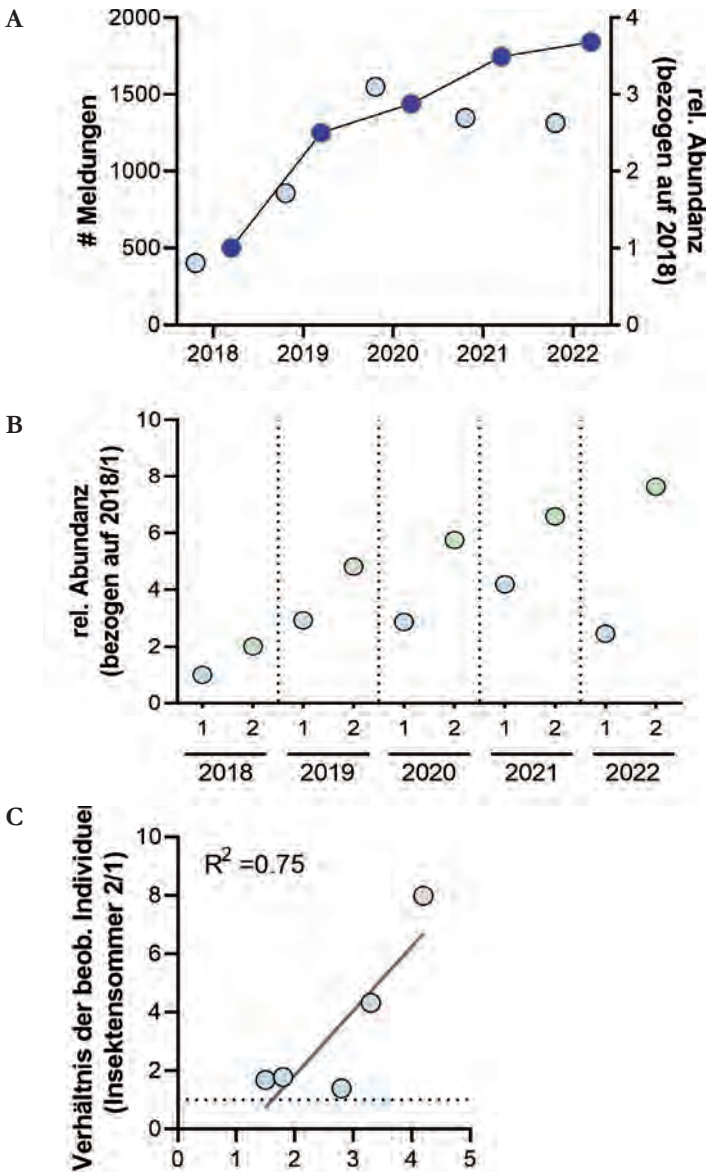 A
2000
1500
1000
500
0
# Meldungen
4
3
2
1
0
rel. Abundanz
(bezogen auf 2018)
2018 2019 2020 2021 2022
B
10
8
6
4
2
0
rel. Abundanz
(bezogen auf 2018/1)
1 2 1 2 1 2 1 2 1 2
2018 2019 2020 2021 2022
C
10
8
6
4
2
0
Verhältnis der beob. Individuen
(Insektensommer 2/1)
R² =0.75
0 1 2 3 4 5